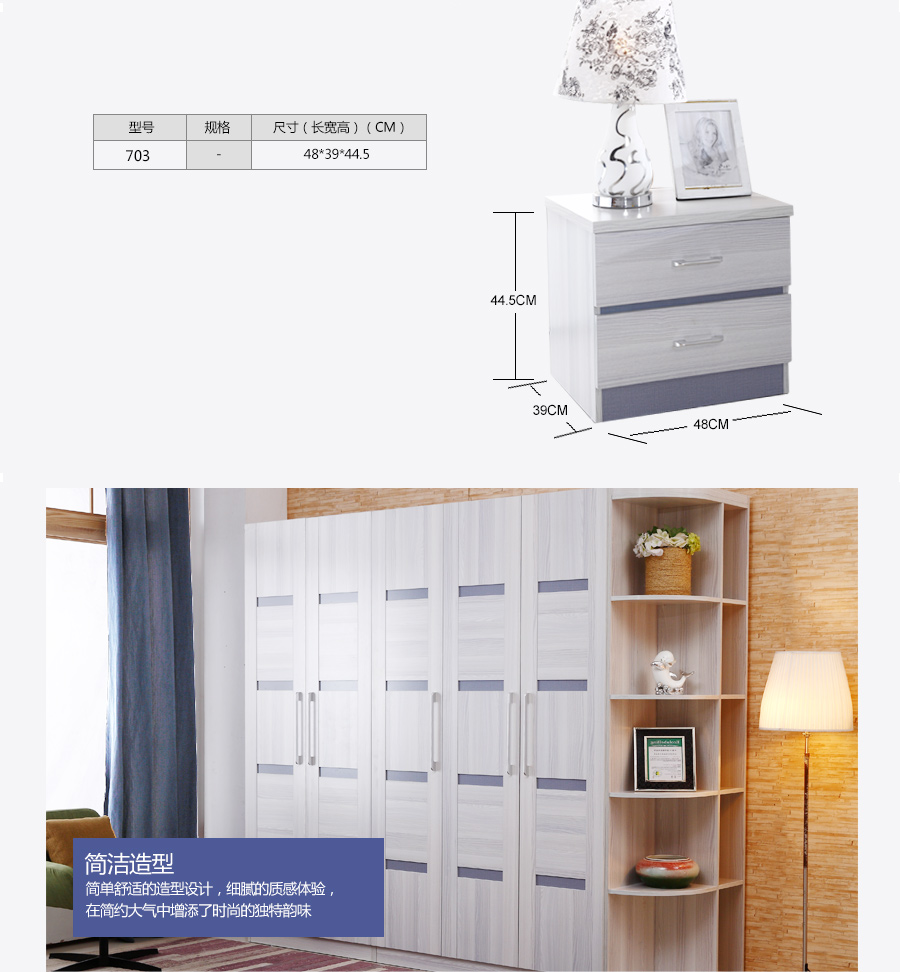 型号 规格 尺寸（长宽高）（CM）
703 - 48*39*44.5
44.5CM
39CM
48CM
简洁造型
简单舒适的造型设计，细腻的质感体验，
在简约大气中增添了时尚的独特韵味